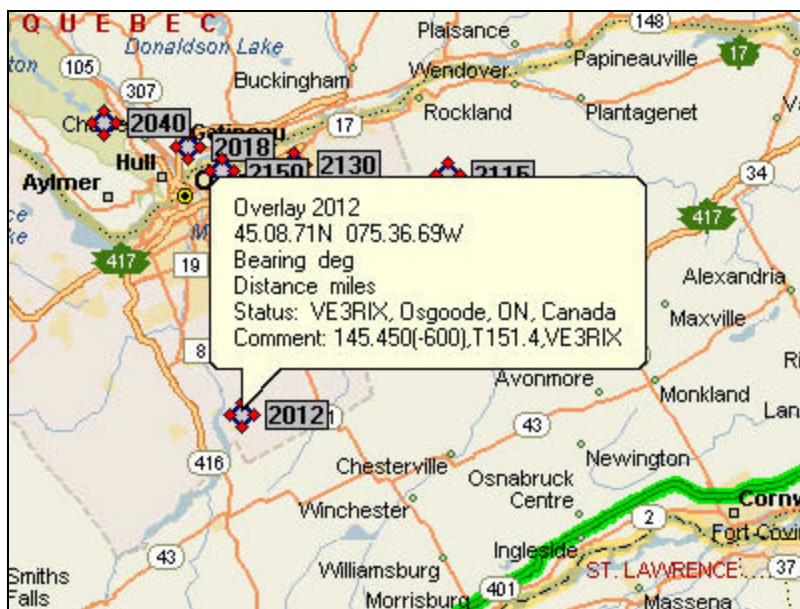 QUEBEC
Donaldson Lake
Plaisance
148
105
Papineauville
17
Wendover
Buckingham
307
Rockland
Plantagenet
2040
17
Gatineau
2018
Hull
2150
2130
2115
Aylmer
34
417
417
19
Overlay 2012
45.08.71N 075.36.69W
Bearing deg
Distance miles
Status: VE3RIX, Osgoode, ON, Canada
Comment: 145.450(-600),T151.4,VE3RIX
Alexandria
Maxville
8
Avonmore
Monkland
2012
43
416
Chesterville
Newington
Osnabruck
Centre
Winchester
2
43
Ingleside
Smiths
Falls
Williamsburg
401
ST. LAWRENCE
37
Morrisburg
Massena